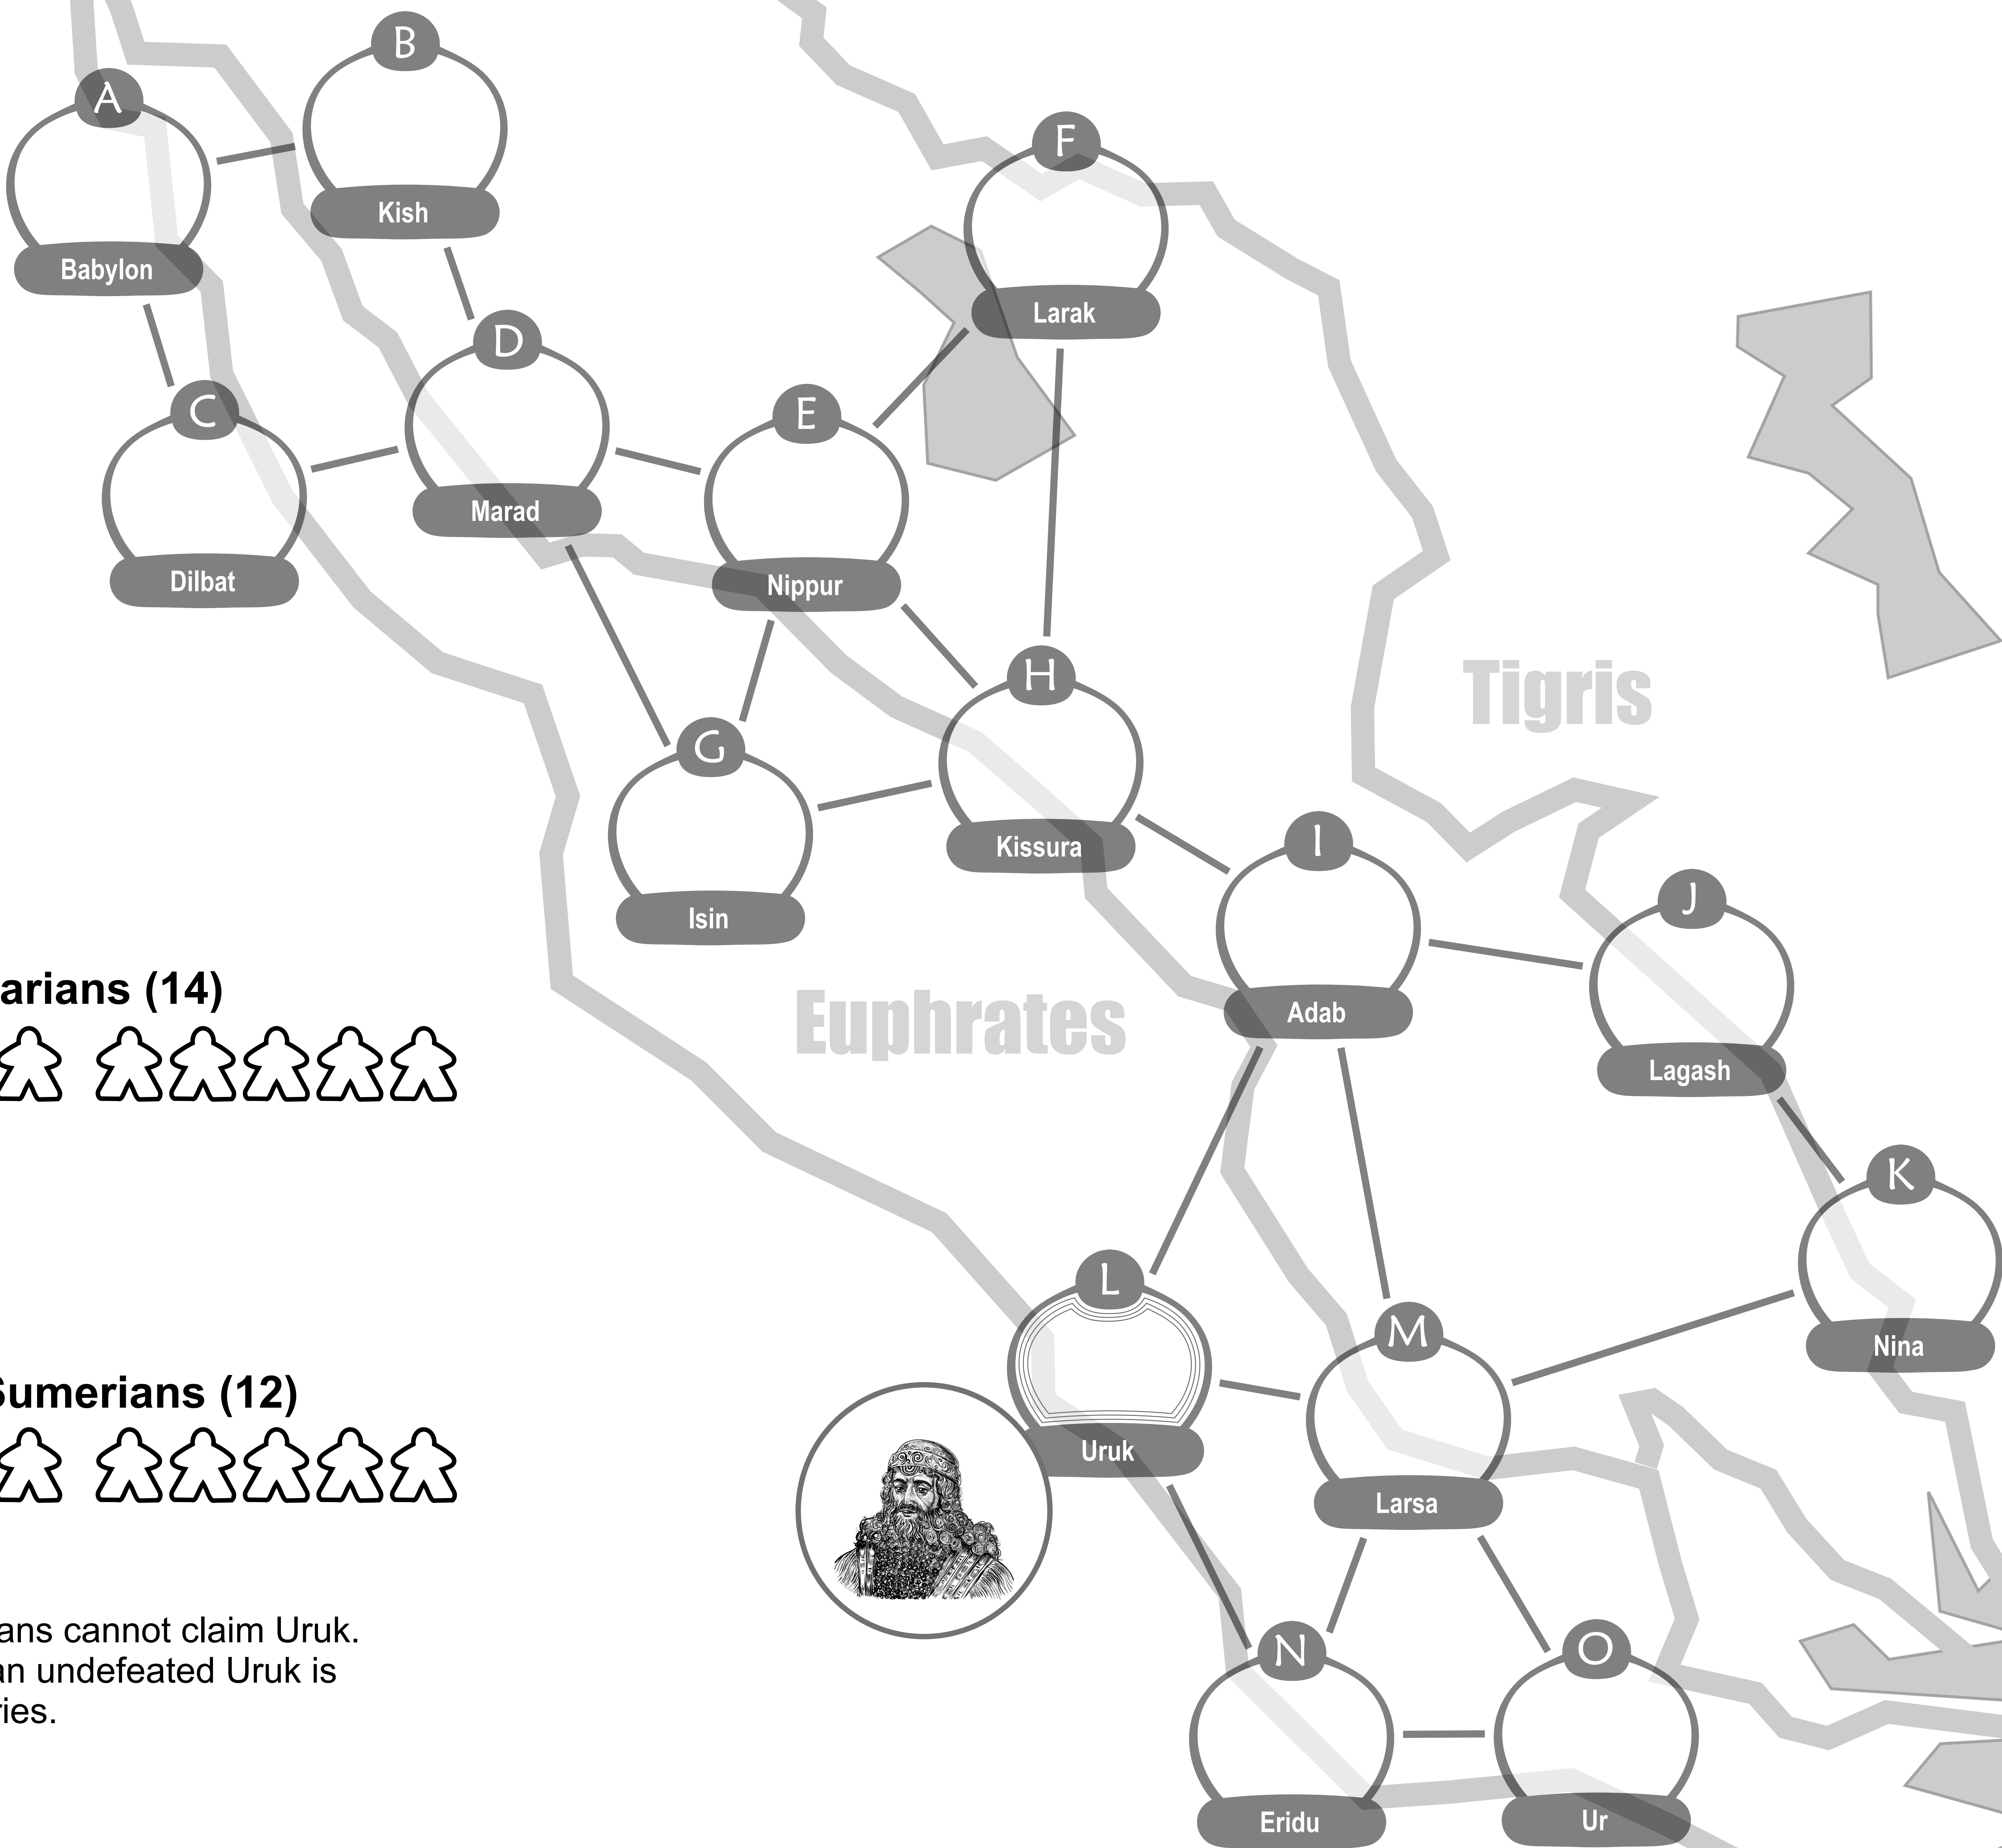 B
A
Kish
F
Babylon
Larak
D
C
E
Marad
Dilbat
Nippur
H
Tigris
G
Kissura
I
Isin
J
arians (14)
Euphrates
Adab
Lagash
K
L
M
Nina
Sumerians (12)
Uruk
Larsa
ans cannot claim Uruk.
an undefeated Uruk is
ries.
N
O
Eridu
Ur